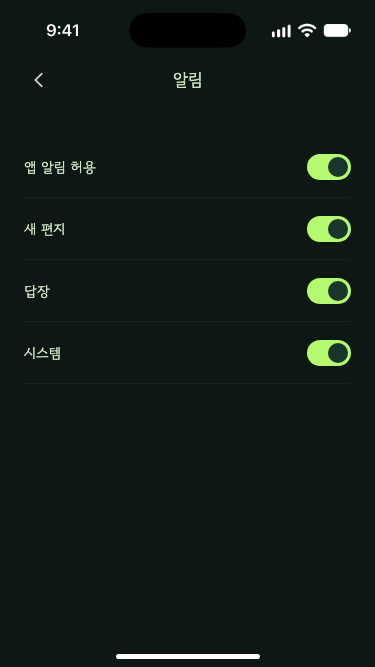 9:41
알림
앱 알림 허용
새 편지
답장
시스템